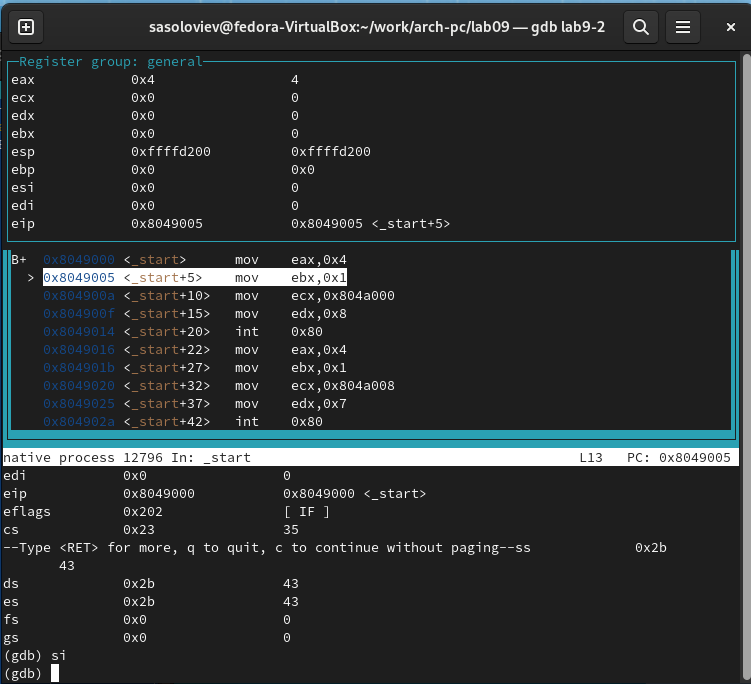 sasoloviev@fedora-VirtualBox:~/work/arch-pc/lab09 — gdb lab9-2
Register group: general
eax 0x4 4
ecx 0x0 0
edx 0x0 0
ebx 0x0 0
esp 0xffffd200 0xffffd200
ebp 0x0 0x0
esi 0x0 0
edi 0x0 0
eip 0x8049005 0x8049005 <_start+5>
B+ 0x8049000 <_start> mov eax,0x4
> 0x8049005 <_start+5> mov ebx,0x1
0x804900a <_start+10> mov ecx,0x804a000
0x804900f <_start+15> mov edx,0x8
0x8049014 <_start+20> int 0x80
0x8049016 <_start+22> mov eax,0x4
0x804901b <_start+27> mov ebx,0x1
0x8049020 <_start+32> mov ecx,0x804a008
0x8049025 <_start+37> mov edx,0x7
0x804902a <_start+42> int 0x80
native process 12796 In: _start L13 PC: 0x8049005
edi 0x0 0
eip 0x8049000 0x8049000 <_start>
eflags 0x202 [ IF ]
cs 0x23 35
--Type <RET> for more, q to quit, c to continue without paging--ss 0x2b
43
ds 0x2b 43
es 0x2b 43
fs 0x0 0
gs 0x0 0
(gdb) si
(gdb)